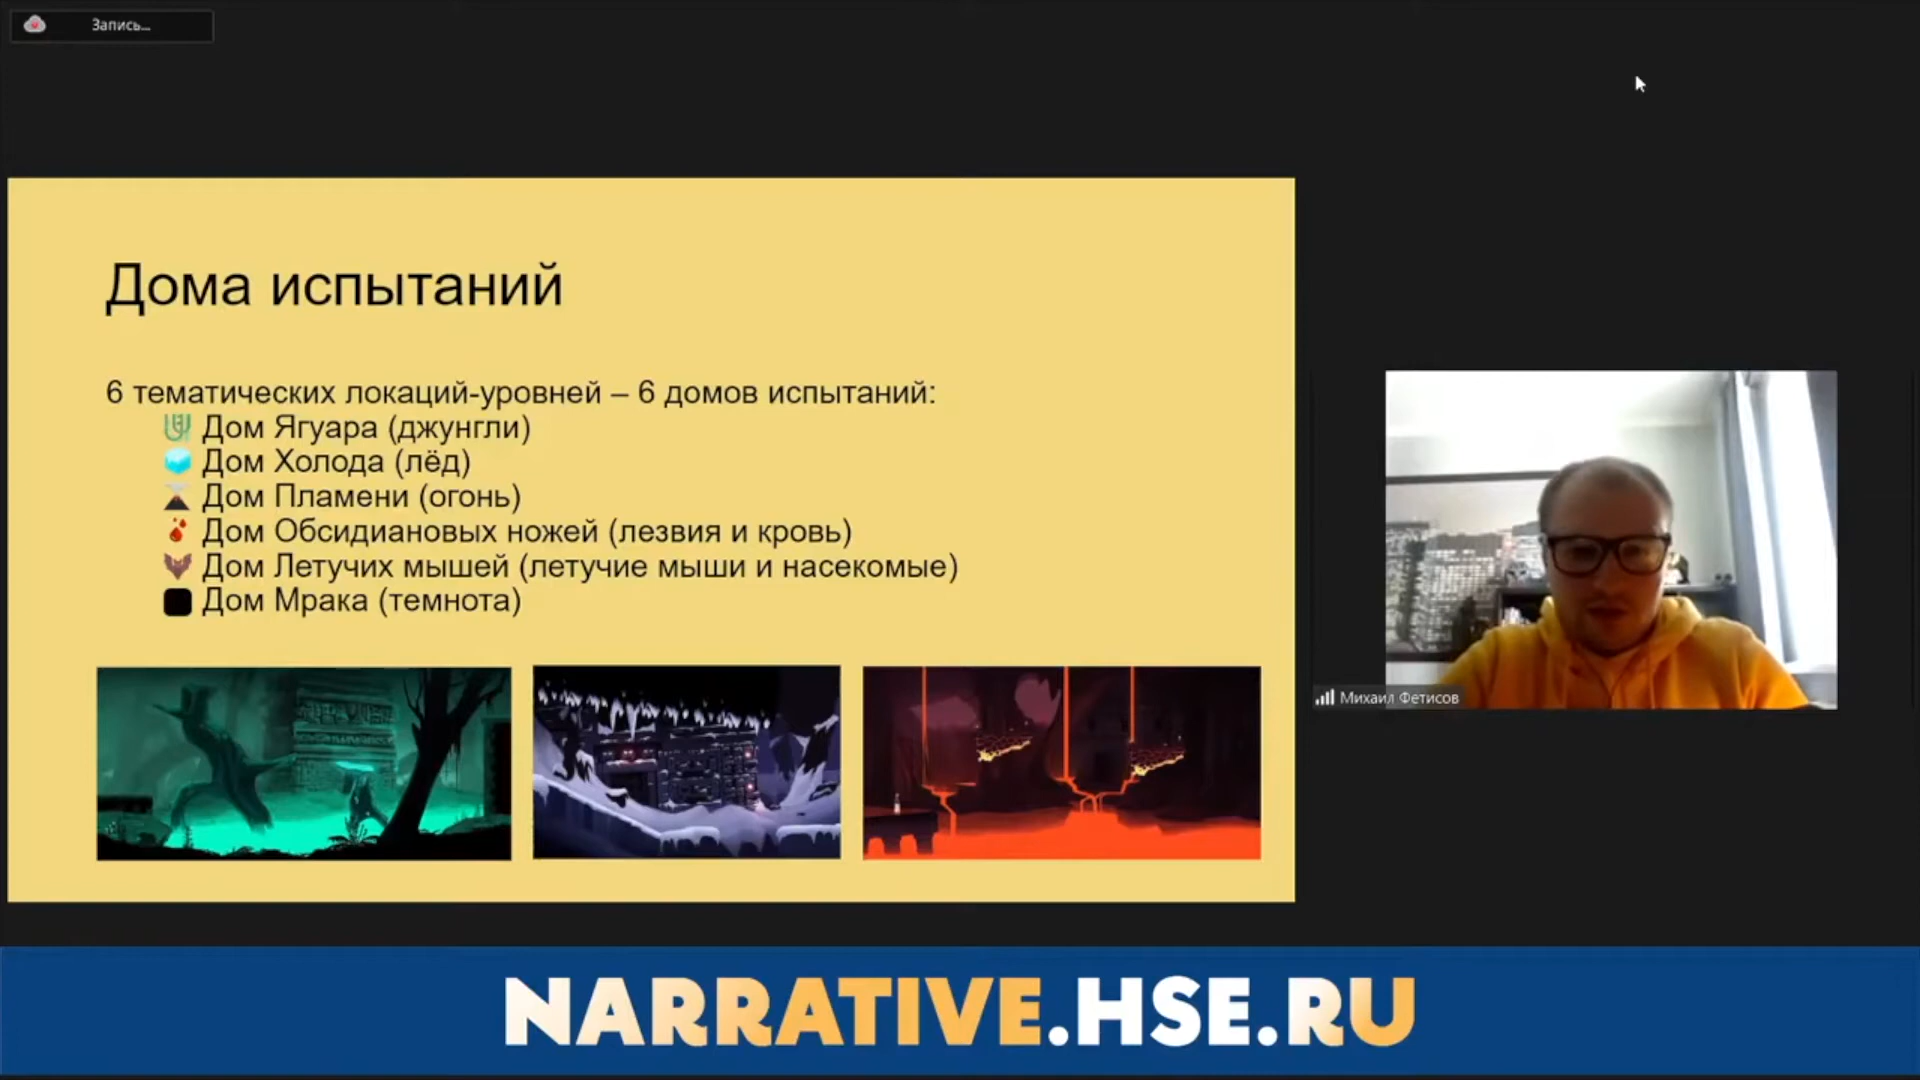 Запись...
Дома испытаний
6 тематических локаций-уровней – 6 домов испытаний:
Дом Ягуара (джунгли)
Дом Холода (лёд)
Дом Пламени (огонь)
Дом Обсидиановых ножей (лезвия и кровь)
Дом Летучих мышей (летучие мыши и насекомые)
Дом Мрака (темнота)
Михаил Фетисов
NARRATIVE.HSE.RU